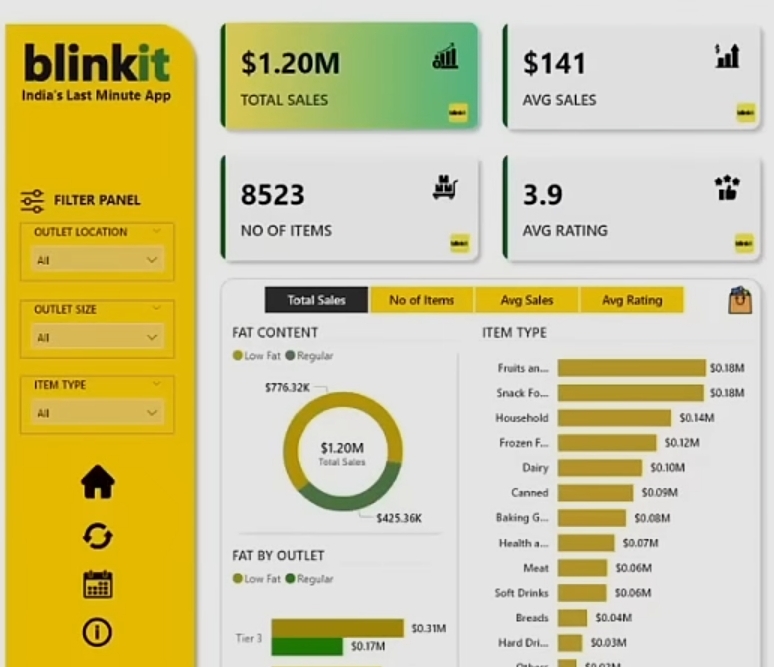 blinkit
India's Last Minute App
FILTER PANEL
OUTLET LOCATION
All
OUTLET SIZE
All
ITEM TYPE
All
$1.20M
TOTAL SALES
$141
AVG SALES
8523
NO OF ITEMS
3.9
AVG RATING
Total Sales No of Items Avg Sales Avg Rating
FAT CONTENT
Low Fat Regular
$776.32K
$1.20M
Total Sales
$425.36K
FAT BY OUTLET
Low Fat Regular
Tier 3 $0.31M
$0.17M
ITEM TYPE
Fruits an... $0.18M
Snack Fo... $0.18M
Household $0.14M
Frozen F... $0.12M
Dairy $0.10M
Canned $0.09M
Baking G... $0.08M
Health a... $0.07M
Meat $0.06M
Soft Drinks $0.06M
Breads $0.04M
Hard Dri... $0.03M